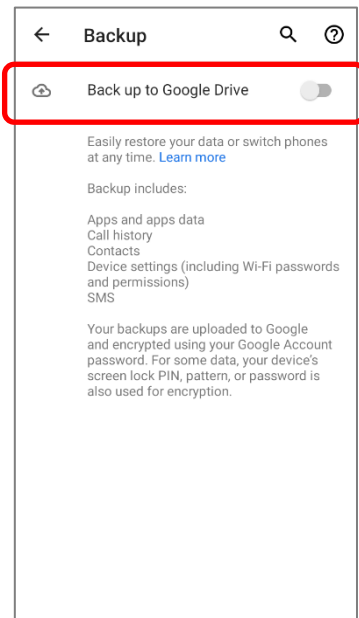 Backup
Back up to Google Drive
Easily restore your data or switch phones
at any time. Learn more
Backup includes:
Apps and apps data
Call history
Contacts
Device settings (including Wi-Fi passwords
and permissions)
SMS
Your backups are uploaded to Google
and encrypted using your Google Account
password. For some data, your device's
screen lock PIN, pattern, or password is
also used for encryption.